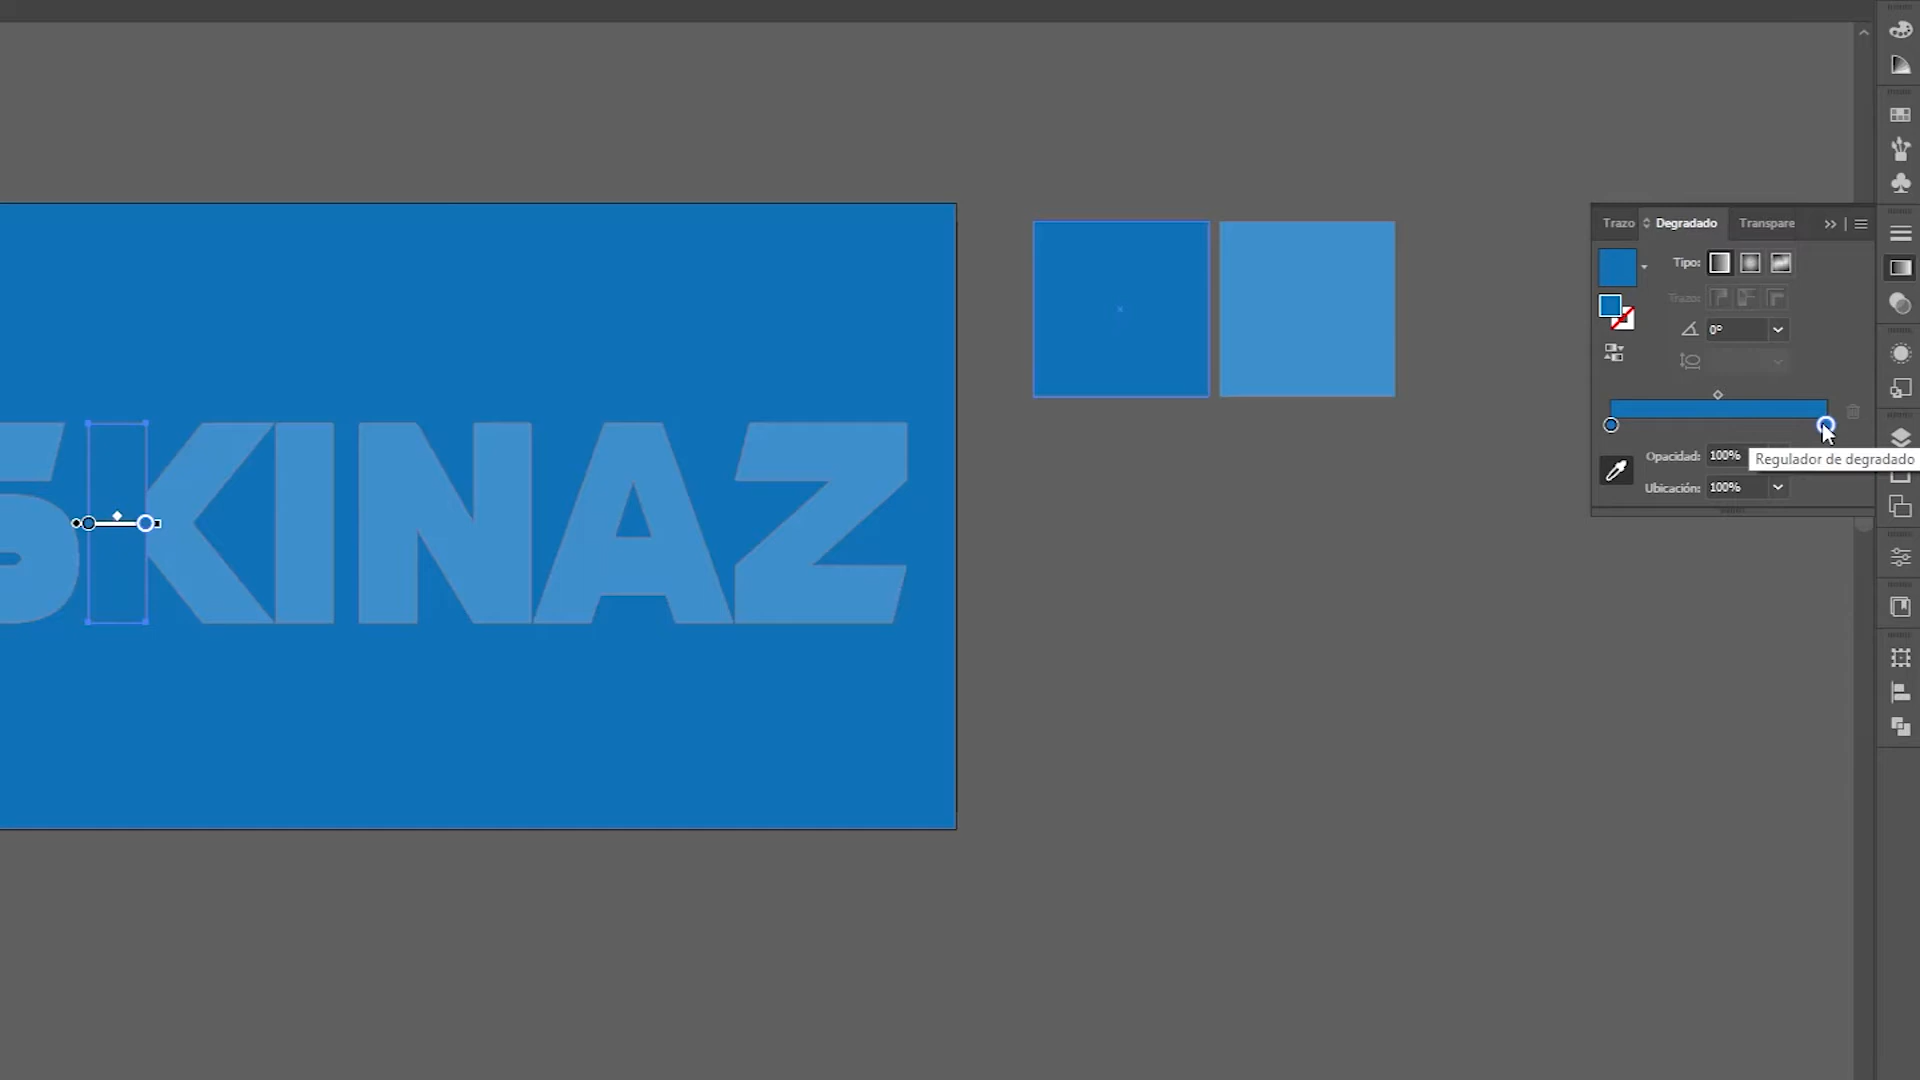 Trazo Degradado Transpare
Tipo:
Trazo:
0°
Opacidad: 100%
Regulador de degradado
Ubicación: 100%
SKINAZ